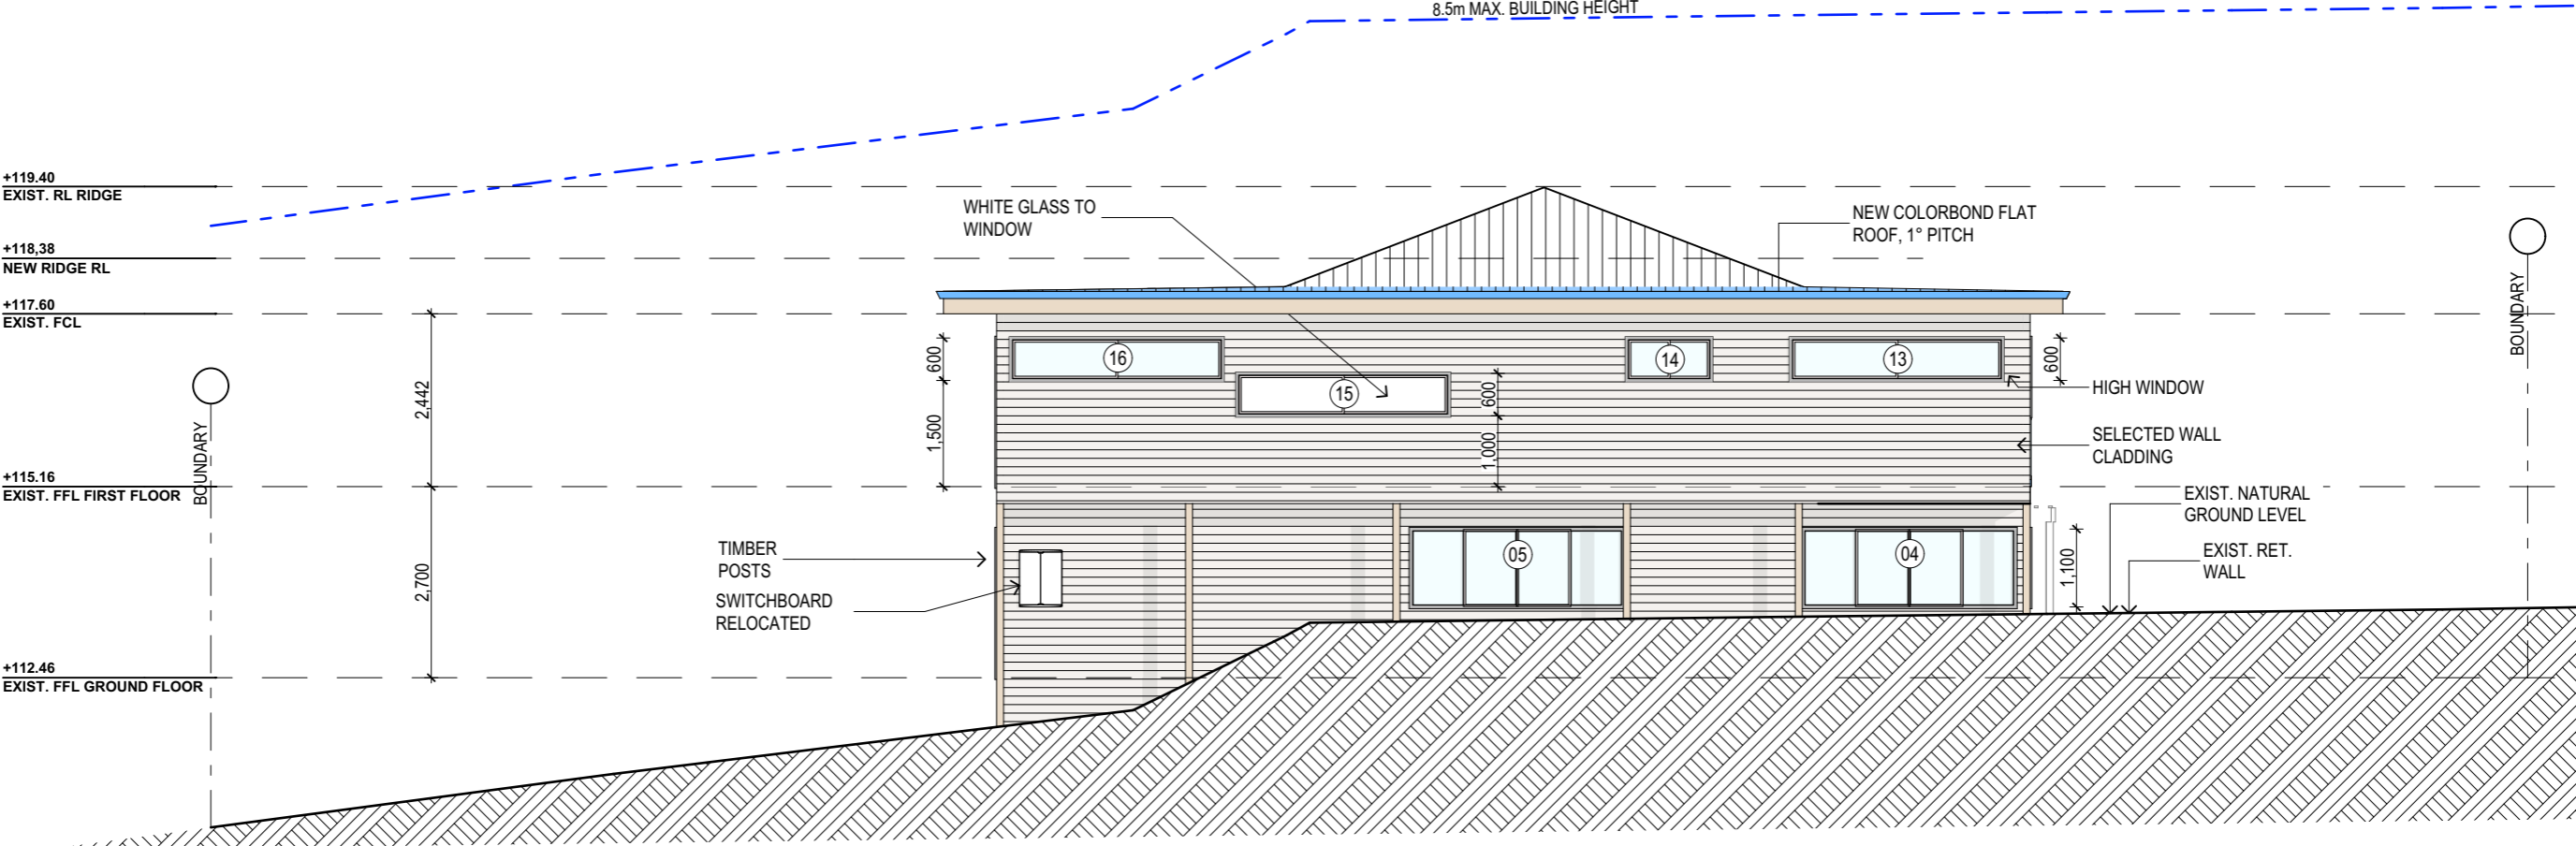 8.5m MAX. BUILDING HEIGHT
+119.40
EXIST. RL RIDGE
+118,38
NEW RIDGE RL
+117.60
EXIST. FCL
+115.16
EXIST. FFL FIRST FLOOR
+112.46
EXIST. FFL GROUND FLOOR
BOUNDARY
2,442
2,700
WHITE GLASS TO
WINDOW
NEW COLORBOND FLAT
ROOF, 1° PITCH
600
1,500
16
15
600
1,000
14
13
600
HIGH WINDOW
SELECTED WALL
CLADDING
TIMBER
POSTS
SWITCHBOARD
RELOCATED
05
04
1,100
EXIST. NATURAL
GROUND LEVEL
EXIST. RET.
WALL
BOUNDARY